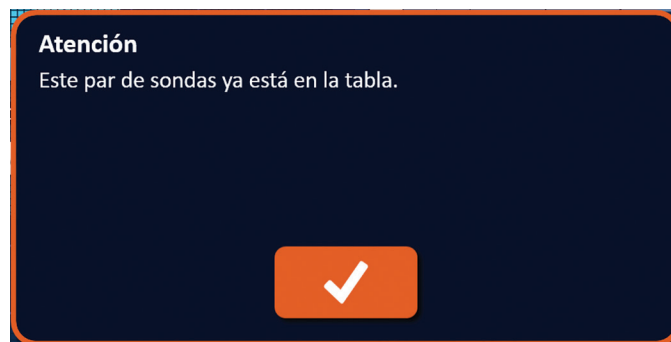 Atención
Este par de sondas ya está en la tabla.